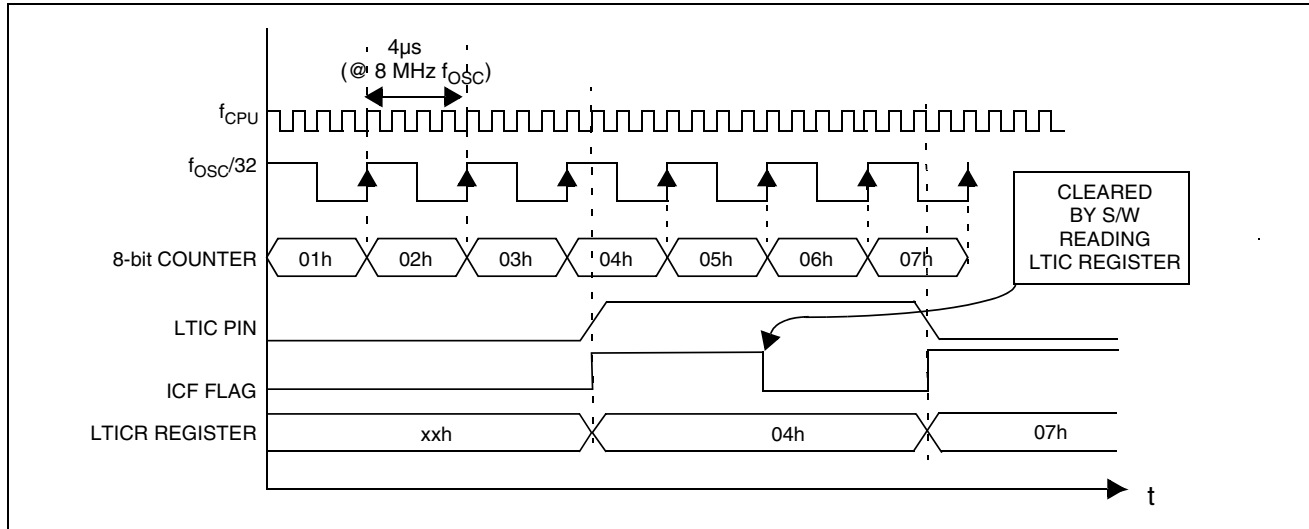 4µs
(@ 8 MHz fOSC)
fCPU
fOSC/32
8-bit COUNTER 01h 02h 03h 04h 05h 06h 07h
CLEARED
BY S/W
READING
LTIC REGISTER
LTIC PIN
ICF FLAG
LTICR REGISTER xxh 04h 07h
t